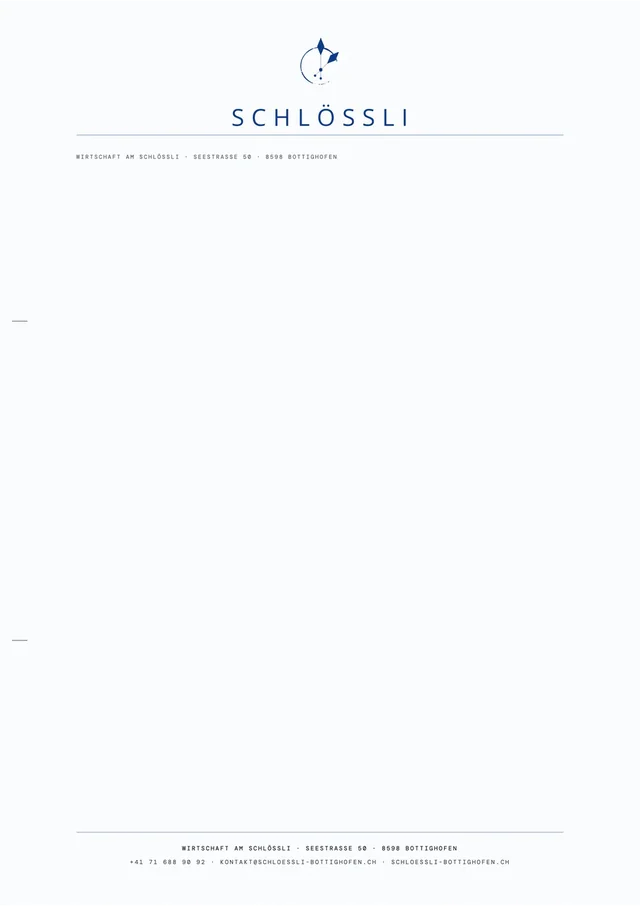 SCHLÖSSLI
WIRTSCHAFT AM SCHLÖSSLI · SEESTRASSE 50 · 8598 BOTTIGHOFEN
WIRTSCHAFT AM SCHLÖSSLI · SEESTRASSE 50 · 8598 BOTTIGHOFEN
+41 71 688 90 92 · KONTAKT@SCHLOESSLI-BOTTIGHOFEN.CH · SCHLOESSLI-BOTTIGHOFEN.CH